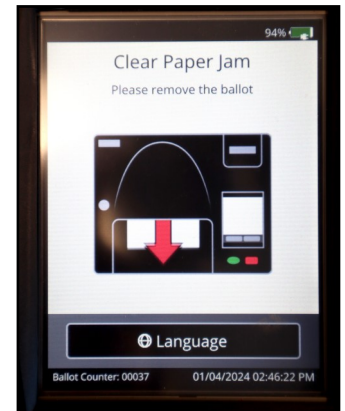 94%
Clear Paper Jam
Please remove the ballot
Language
Ballot Counter: 00037 01/04/2024 02:46:22 PM